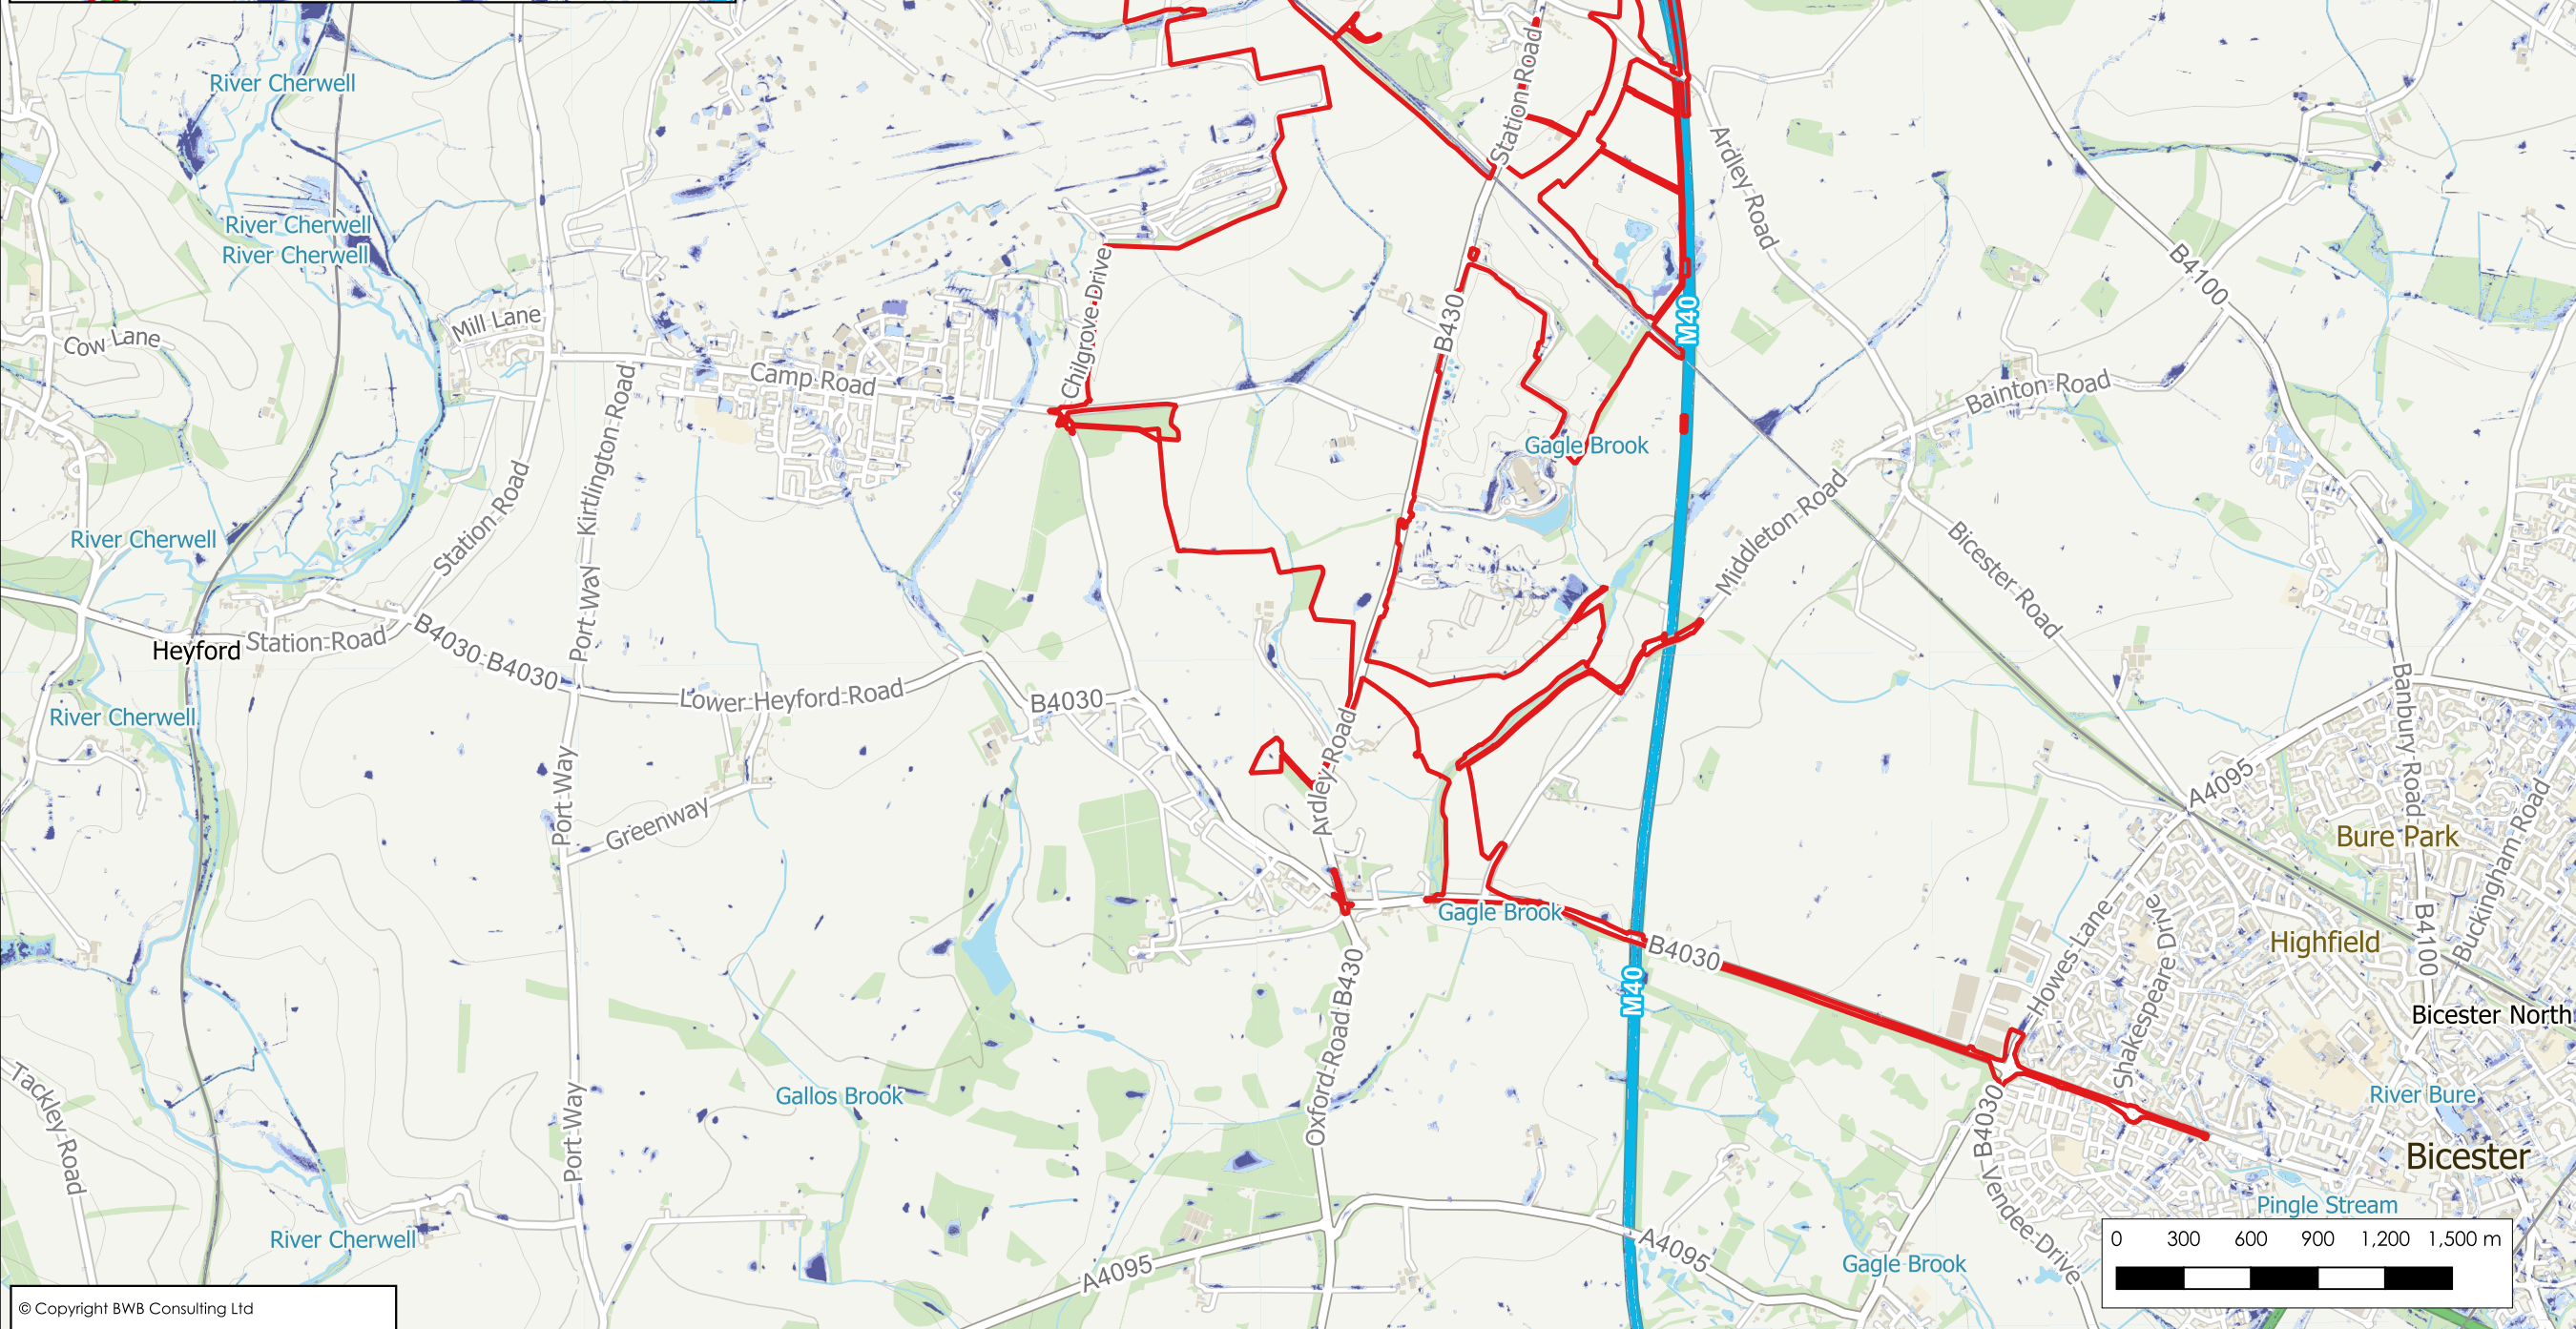 River Cherwell
Station Road
Ardley Road
River Cherwell
River Cherwell
B4100
Chilgrove Drive
M40
Mill Lane
Cow Lane
B430
Camp Road
Bainton Road
Kirtlington Road
Gagle Brook
Station Road
Middleton Road
River Cherwell
Bicester Road
Port Way
Heyford
Station Road
B4030
B4030
Lower Heyford Road
B4030
Banbury Road
River Cherwell
Ardley Road
Port Way
Greenway
A4095
Bure Park
Buckingham Road
Gagle Brook
B4030
Howes Lane
Shakespeare Drive
Highfield
B4100
M40
B430
Oxford Road
Bicester North
Tackley Road
Gallos Brook
Port Way
River Bure
B4030
Bicester
Vendee Drive
Pingle Stream
River Cherwell
A4095
A4095
Gagle Brook
0 300 600 900 1,200 1,500 m
© Copyright BWB Consulting Ltd